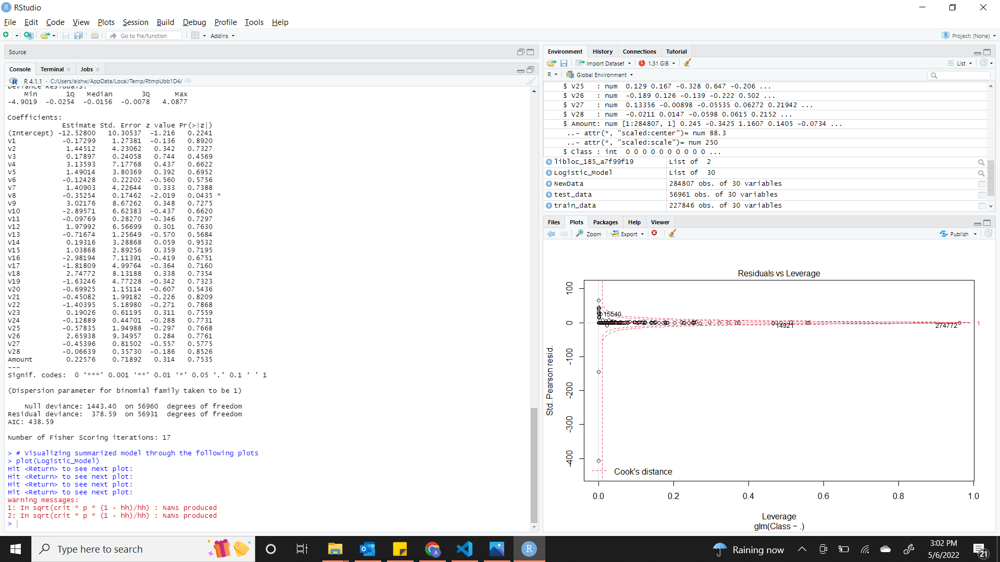 RStudio
File Edit Code View Plots Session Build Debug Profile Tools Help
Go to file/function Addins Project: (None)
Source
Console Terminal Jobs
R 4.1.1 · C:/Users/aishw/AppData/Local/Temp/RtmpUbb1D4/
Deviance Residuals:
Min 1Q Median 3Q Max
-4.9019 -0.0254 -0.0156 -0.0078 4.0877
Coefficients:
Estimate Std. Error z value Pr(>|z|)
(Intercept) -12.52800 10.30537 -1.216 0.2241
V1 -0.17299 1.27381 -0.136 0.8920
V2 1.44512 4.23062 0.342 0.7327
V3 0.17897 0.24058 0.744 0.4569
V4 3.13593 7.17768 0.437 0.6622
V5 1.49014 3.80369 0.392 0.6952
V6 -0.12428 0.22202 -0.560 0.5756
V7 1.40903 4.22644 0.333 0.7388
V8 -0.35254 0.17462 -2.019 0.0435 *
V9 3.02176 8.67262 0.348 0.7275
V10 -2.89571 6.62383 -0.437 0.6620
V11 -0.09769 0.28270 -0.346 0.7297
V12 1.97992 6.56699 0.301 0.7630
V13 -0.71674 1.25649 -0.570 0.5684
V14 0.19316 3.28868 0.059 0.9532
V15 1.03868 2.89256 0.359 0.7195
V16 -2.98194 7.11391 -0.419 0.6751
V17 -1.81809 4.99764 -0.364 0.7160
V18 2.74772 8.13188 0.338 0.7354
V19 -1.63246 4.77228 -0.342 0.7323
V20 -0.69925 1.15114 -0.607 0.5436
V21 -0.45082 1.99182 -0.226 0.8209
V22 -1.40395 5.18980 -0.271 0.7868
V23 0.19026 0.61195 0.311 0.7559
V24 -0.12889 0.44701 -0.288 0.7731
V25 -0.57835 1.94988 -0.297 0.7668
V26 2.65938 9.34957 0.284 0.7761
V27 -0.45396 0.81502 -0.557 0.5775
V28 -0.06639 0.35730 -0.186 0.8526
Amount 0.22576 0.71892 0.314 0.7535
---
Signif. codes: 0 ‘***’ 0.001 ‘**’ 0.01 ‘*’ 0.05 ‘.’ 0.1 ‘ ’ 1
(Dispersion parameter for binomial family taken to be 1)
Null deviance: 1443.40 on 56960 degrees of freedom
Residual deviance: 378.59 on 56931 degrees of freedom
AIC: 438.59
Number of Fisher Scoring iterations: 17
> # Visualizing summarized model through the following plots
> plot(Logistic_Model)
Hit <Return> to see next plot:
Hit <Return> to see next plot:
Hit <Return> to see next plot:
Hit <Return> to see next plot:
Warning messages:
1: In sqrt(crit * p * (1 - hh)/hh) : NaNs produced
2: In sqrt(crit * p * (1 - hh)/hh) : NaNs produced
>
Environment History Connections Tutorial
Import Dataset 1.31 GiB List
R Global Environment
$ V25 : num 0.129 0.167 -0.328 0.647 -0.206 ...
$ V26 : num -0.189 0.126 -0.139 -0.222 0.502 ...
$ V27 : num 0.13356 -0.00898 -0.05535 0.06272 0.21942 ...
$ V28 : num -0.0211 0.0147 -0.0598 0.0615 0.2152 ...
$ Amount: num [1:284807, 1] 0.245 -0.3425 1.1607 0.1405 -0.0734 ...
..- attr(*, "scaled:center")= num 88.3
..- attr(*, "scaled:scale")= num 250
$ Class : int 0 0 0 0 0 0 0 0 0 0 ...
libloc_185_a7f99f19 List of 2
Logistic_Model List of 30
NewData 284807 obs. of 30 variables
test_data 56961 obs. of 30 variables
train_data 227846 obs. of 30 variables
Files Plots Packages Help Viewer
Zoom Export Publish
Residuals vs Leverage
Std. Pearson resid.
100
0
-100
-200
-300
-400
15540
14921
274772
1
Cook's distance
0.0 0.2 0.4 0.6 0.8 1.0
Leverage
glm(Class ~ .)
Type here to search
Raining now
3:02 PM
5/6/2022
21